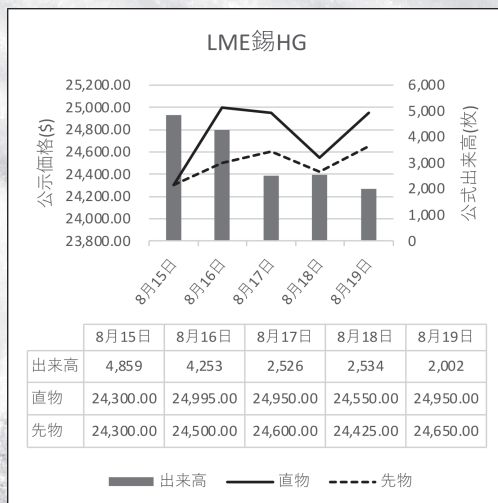 LME錫HG
公示価格($)
25,200.00
25,000.00
24,800.00
24,600.00
24,400.00
24,200.00
24,000.00
23,800.00
6,000
5,000
4,000
3,000
2,000
1,000
0
公式出来高(枚)
8月15日 8月16日 8月17日 8月18日 8月19日
8月15日 8月16日 8月17日 8月18日 8月19日
出来高 4,859 4,253 2,526 2,534 2,002
直物 24,300.00 24,995.00 24,950.00 24,550.00 24,950.00
先物 24,300.00 24,500.00 24,600.00 24,425.00 24,650.00
出来高 直物 先物